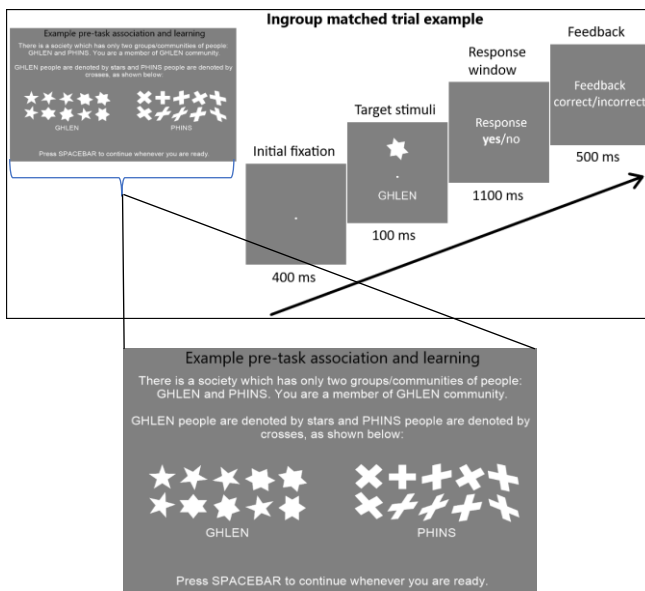 Ingroup matched trial example
Example pre-task association and learning
There is a society which has only two groups/communities of people:
GHLEN and PHINS. You are a member of GHLEN community.
GHLEN people are denoted by stars and PHINS people are denoted by
crosses, as shown below:
GHLEN PHINS
Press SPACEBAR to continue whenever you are ready.
Initial fixation
400 ms
Target stimuli
GHLEN
100 ms
Response
window
Response
yes/no
1100 ms
Feedback
Feedback
correct/incorrect
500 ms
Example pre-task association and learning
There is a society which has only two groups/communities of people:
GHLEN and PHINS. You are a member of GHLEN community.
GHLEN people are denoted by stars and PHINS people are denoted by
crosses, as shown below:
GHLEN PHINS
Press SPACEBAR to continue whenever you are ready.